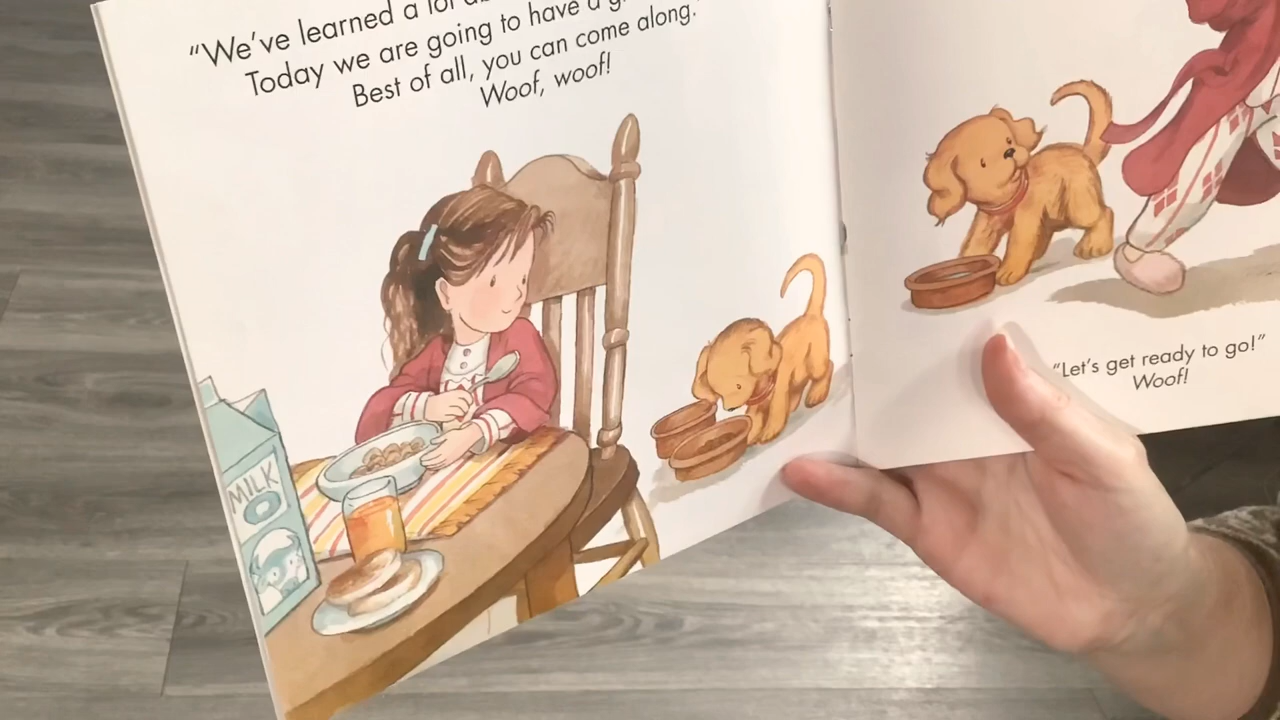 "We've learned a lot
Today we are going to have a
Best of all, you can come along.
Woof, woof!
MILK
"Let's get ready to go!"
Woof!